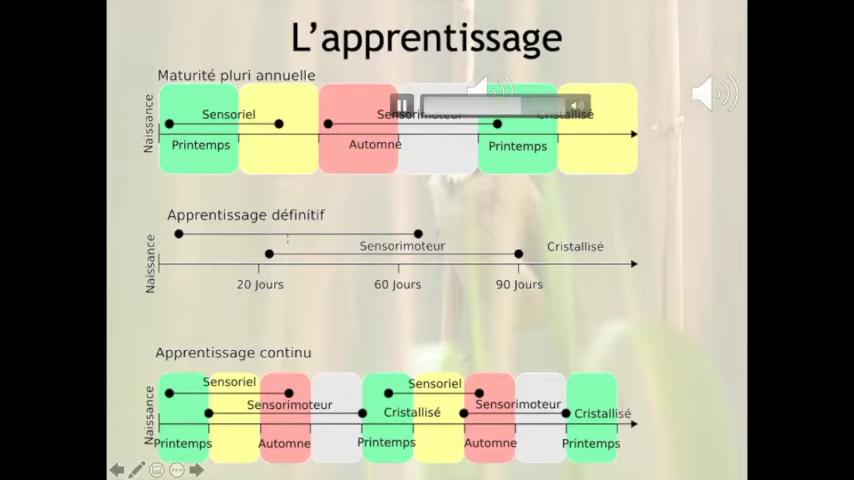 L'apprentissage
Maturité pluri annuelle
Naissance
Sensoriel
Sensorimoteur
Cristallisé
Printemps
Automne
Printemps
Apprentissage définitif
Naissance
Sensorimoteur
Cristallisé
20 Jours
60 Jours
90 Jours
Apprentissage continu
Naissance
Sensoriel
Sensoriel
Sensorimoteur
Cristallisé
Sensorimoteur
Cristallisé
Printemps
Automne
Printemps
Automne
Printemps